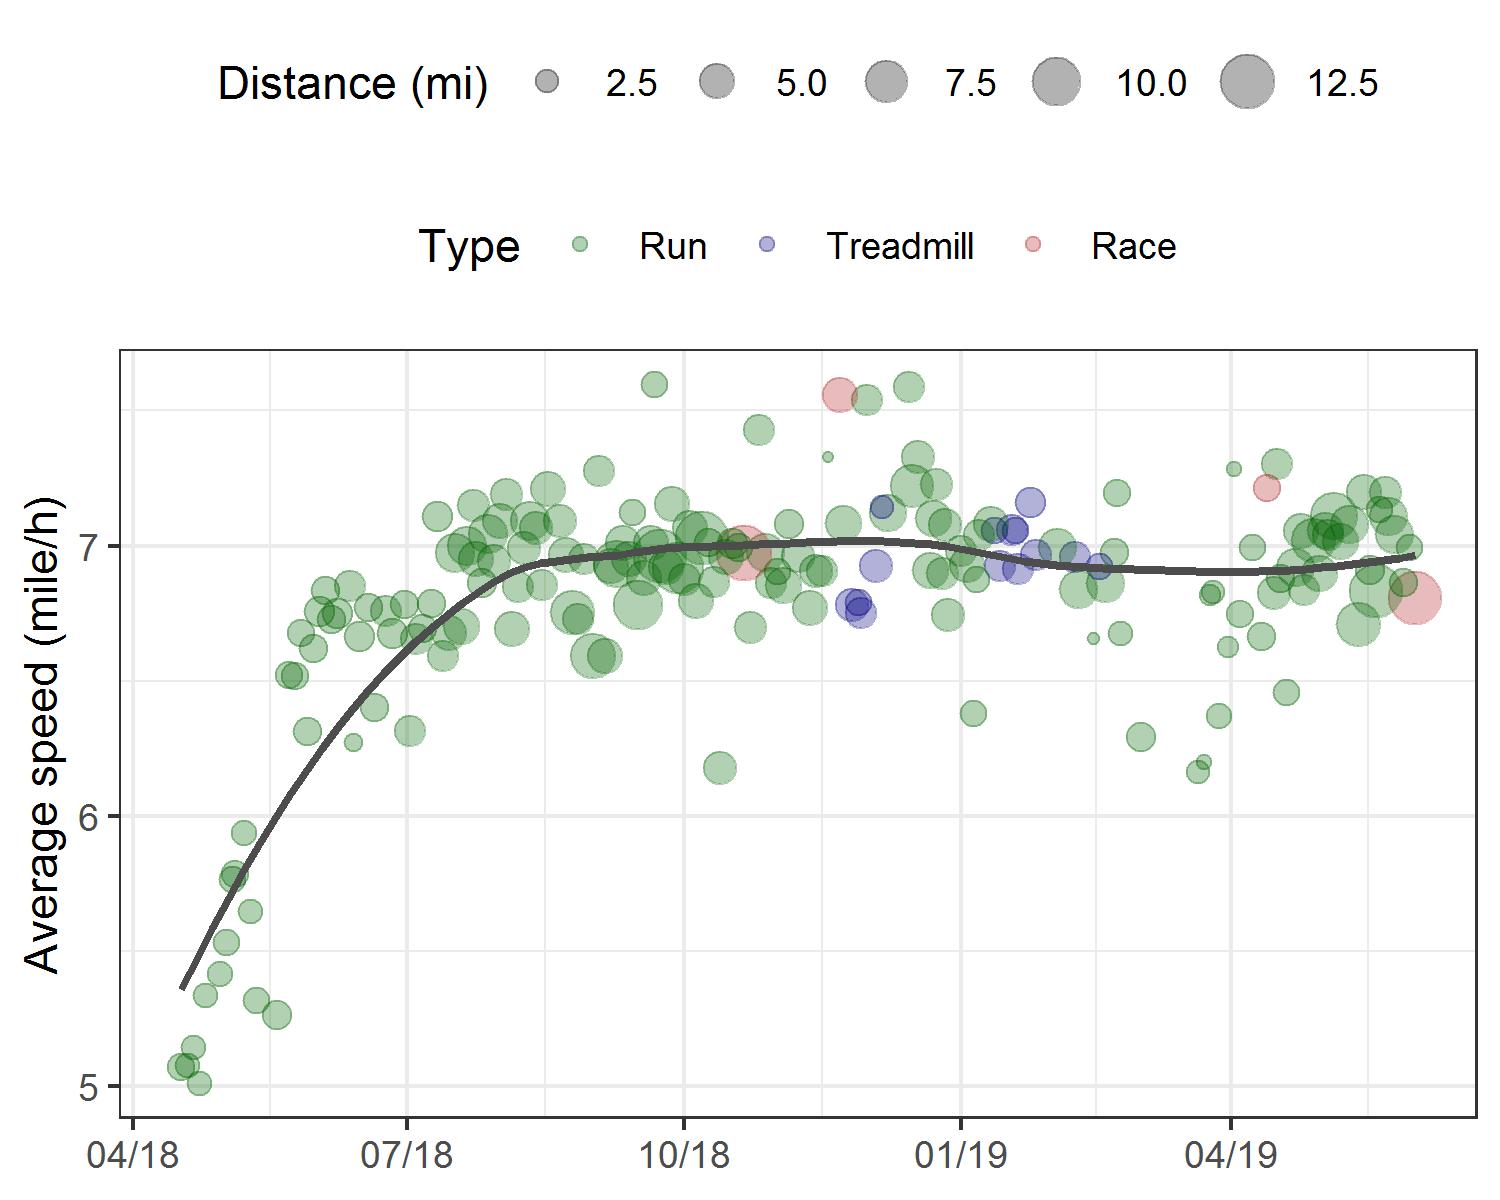 Distance (mi) 2.5 5.0 7.5 10.0 12.5
Type Run Treadmill Race
Average speed (mile/h)
7
6
5
04/18 07/18 10/18 01/19 04/19